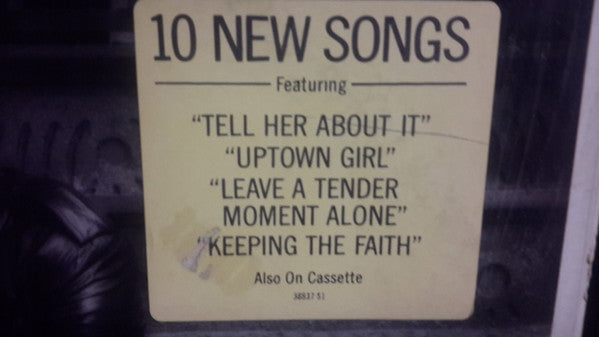 10 NEW SONGS
Featuring
"TELL HER ABOUT IT"
"UPTOWN GIRL"
"LEAVE A TENDER
MOMENT ALONE"
"KEEPING THE FAITH"
Also On Cassette